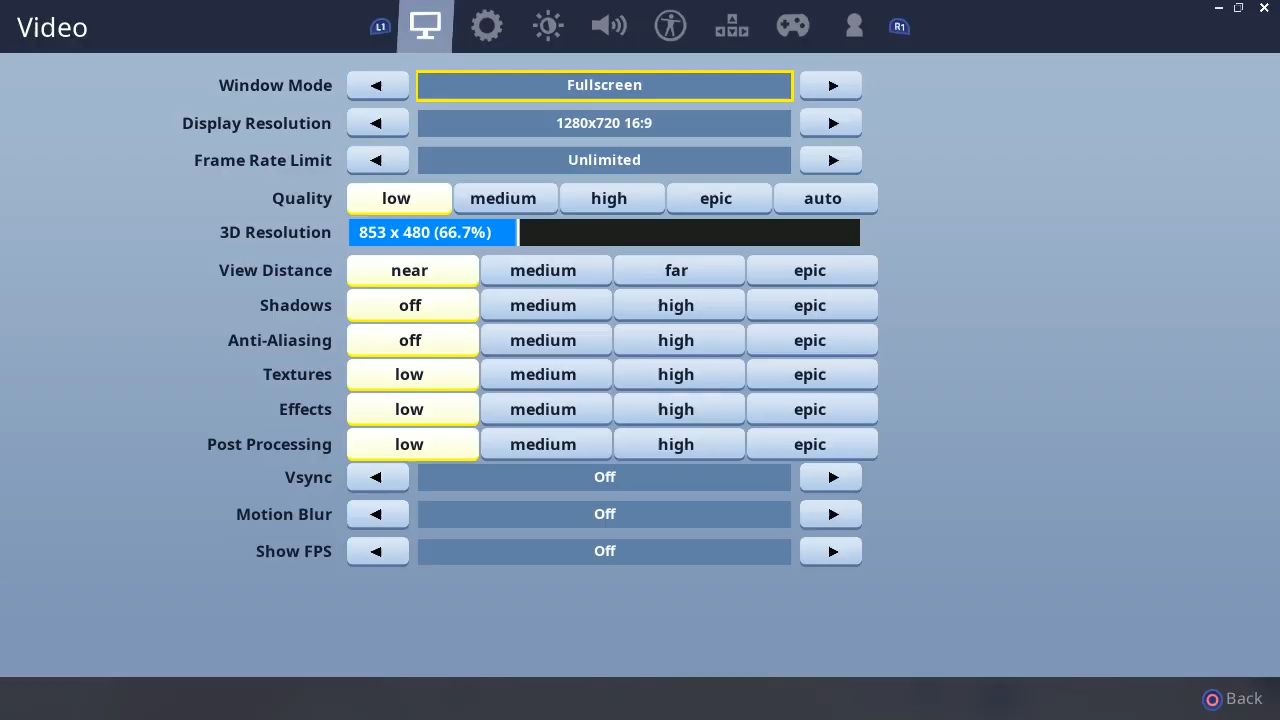 Video
L1
R1
Window Mode ◄ Fullscreen ►
Display Resolution ◄ 1280x720 16:9 ►
Frame Rate Limit ◄ Unlimited ►
Quality low medium high epic auto
3D Resolution 853 x 480 (66.7%)
View Distance near medium far epic
Shadows off medium high epic
Anti-Aliasing off medium high epic
Textures low medium high epic
Effects low medium high epic
Post Processing low medium high epic
Vsync ◄ Off ►
Motion Blur ◄ Off ►
Show FPS ◄ Off ►
Back